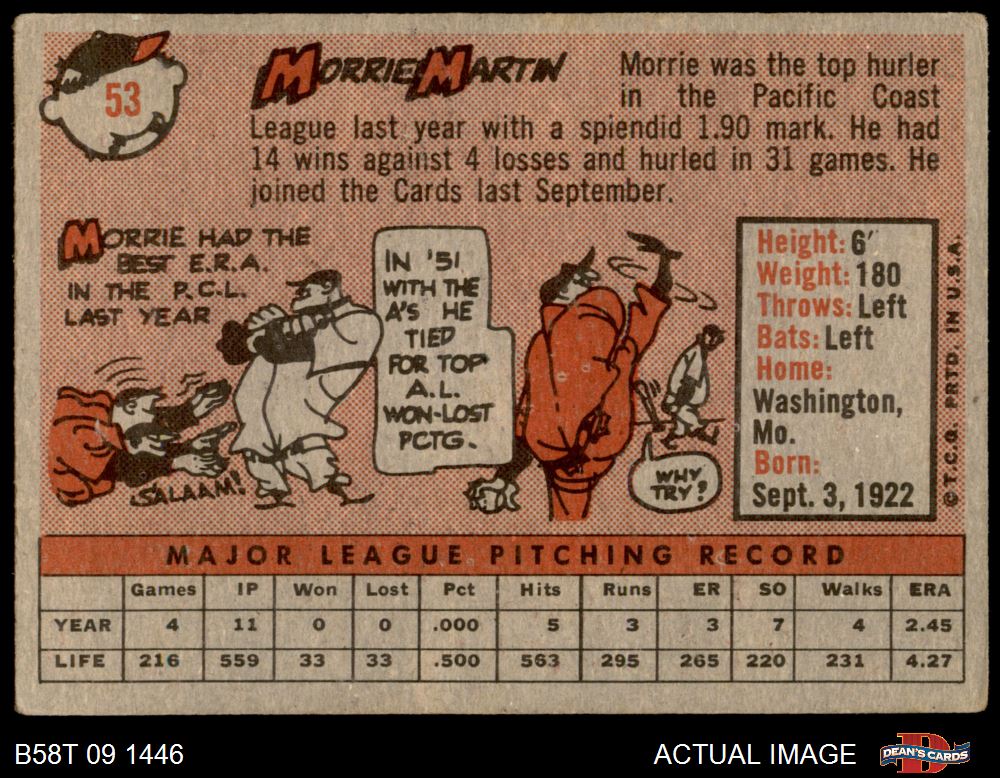 53
MORRIE MARTIN
Morrie was the top hurler
in the Pacific Coast
League last year with a splendid 1.90 mark. He had
14 wins against 4 losses and hurled in 31 games. He
joined the Cards last September.
MORRIE HAD THE
BEST E.R.A.
IN THE P.C.L.
LAST YEAR
SALAAM!
IN '51
WITH THE
A'S HE
TIED
FOR TOP
A.L.
WON-LOST
PCTG.
WHY
TRY?
Height: 6'
Weight: 180
Throws: Left
Bats: Left
Home:
Washington,
Mo.
Born:
Sept. 3, 1922
© T.C.G. PRTD. IN U.S.A.
MAJOR LEAGUE PITCHING RECORD
Games IP Won Lost Pct Hits Runs ER SO Walks ERA
YEAR 4 11 0 0 .000 5 3 3 7 4 2.45
LIFE 216 559 33 33 .500 563 295 265 220 231 4.27
B58T 09 1446
ACTUAL IMAGE
D
DEAN'S CARDS